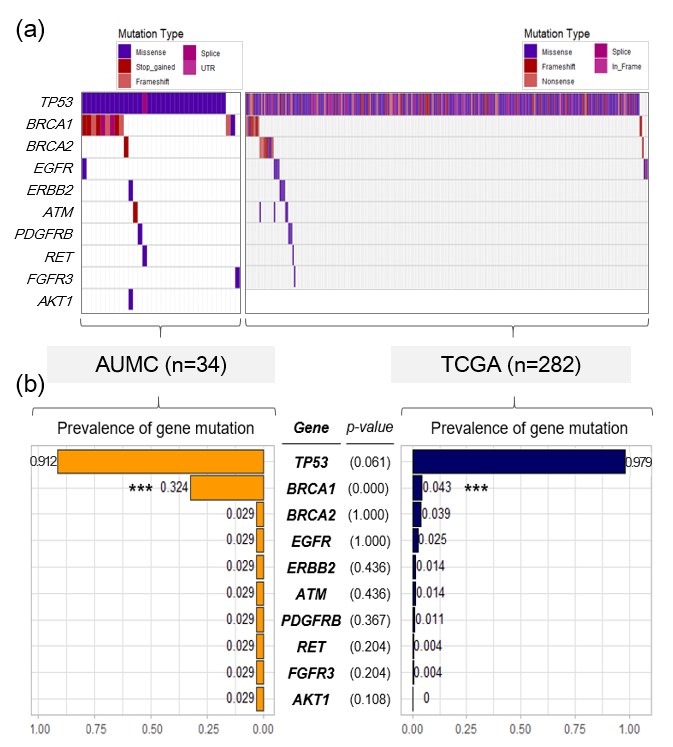 (a)
Mutation Type
Missense
Splice
Stop_gained
UTR
Frameshift
Mutation Type
Missense
Splice
Frameshift
In_Frame
Nonsense
TP53
BRCA1
BRCA2
EGFR
ERBB2
ATM
PDGFRB
RET
FGFR3
AKT1
AUMC (n=34)
TCGA (n=282)
(b)
Prevalence of gene mutation
Gene
p-value
Prevalence of gene mutation
0.912
TP53
(0.061)
0.979
*** 0.324
BRCA1
(0.000)
0.043 ***
0.029
BRCA2
(1.000)
0.039
0.029
EGFR
(1.000)
0.025
0.029
ERBB2
(0.436)
0.014
0.029
ATM
(0.436)
0.014
0.029
PDGFRB
(0.367)
0.011
0.029
RET
(0.204)
0.004
0.029
FGFR3
(0.204)
0.004
0.029
AKT1
(0.108)
0
1.00 0.75 0.50 0.25 0.00
0.00 0.25 0.50 0.75 1.00